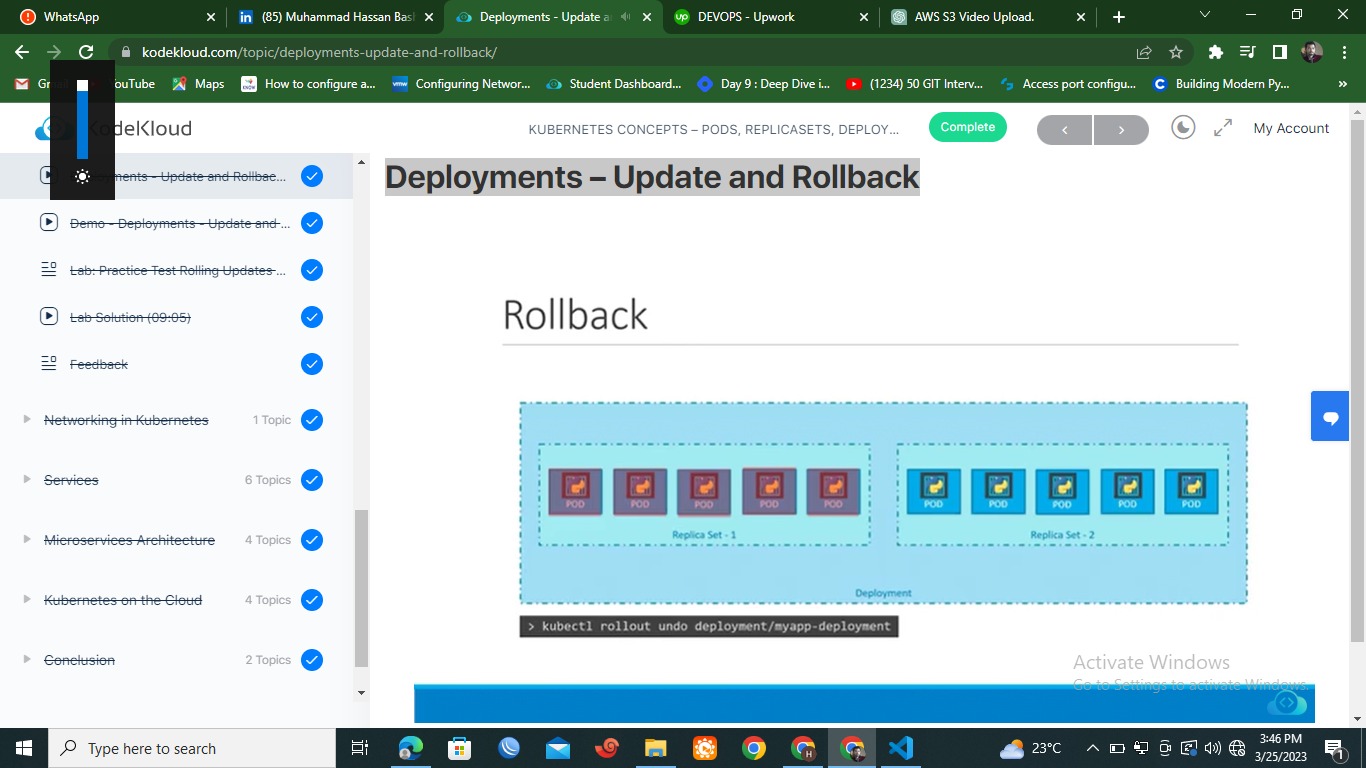 WhatsApp
(85) Muhammad Hassan Bas
Deployments - Update a
up
DEVOPS - Upwork
AWS S3 Video Upload.
kodekloud.com/topic/deployments-update-and-rollback/
YouTube
Maps
How to configure a...
Configuring Networ...
Student Dashboard...
Day 9 : Deep Dive i...
(1234) 50 GIT Interv...
Access port configu...
Building Modern Py...
»
KodeKloud
KUBERNETES CONCEPTS – PODS, REPLICASETS, DEPLOY...
Complete
My Account
Deployments - Update and Rollbac...
Demo - Deployments - Update and ...
Lab: Practice Test Rolling Updates ...
Lab Solution (09:05)
Feedback
Networking in Kubernetes
1 Topic
Services
6 Topics
Microservices Architecture
4 Topics
Kubernetes on the Cloud
4 Topics
Conclusion
2 Topics
Deployments – Update and Rollback
Rollback
POD POD POD POD POD
Replica Set - 1
POD POD POD POD POD
Replica Set - 2
Deployment
> kubectl rollout undo deployment/myapp-deployment
Activate Windows
Go to Settings to activate Windows.
Type here to search
23°C
3:46 PM
3/25/2023
1